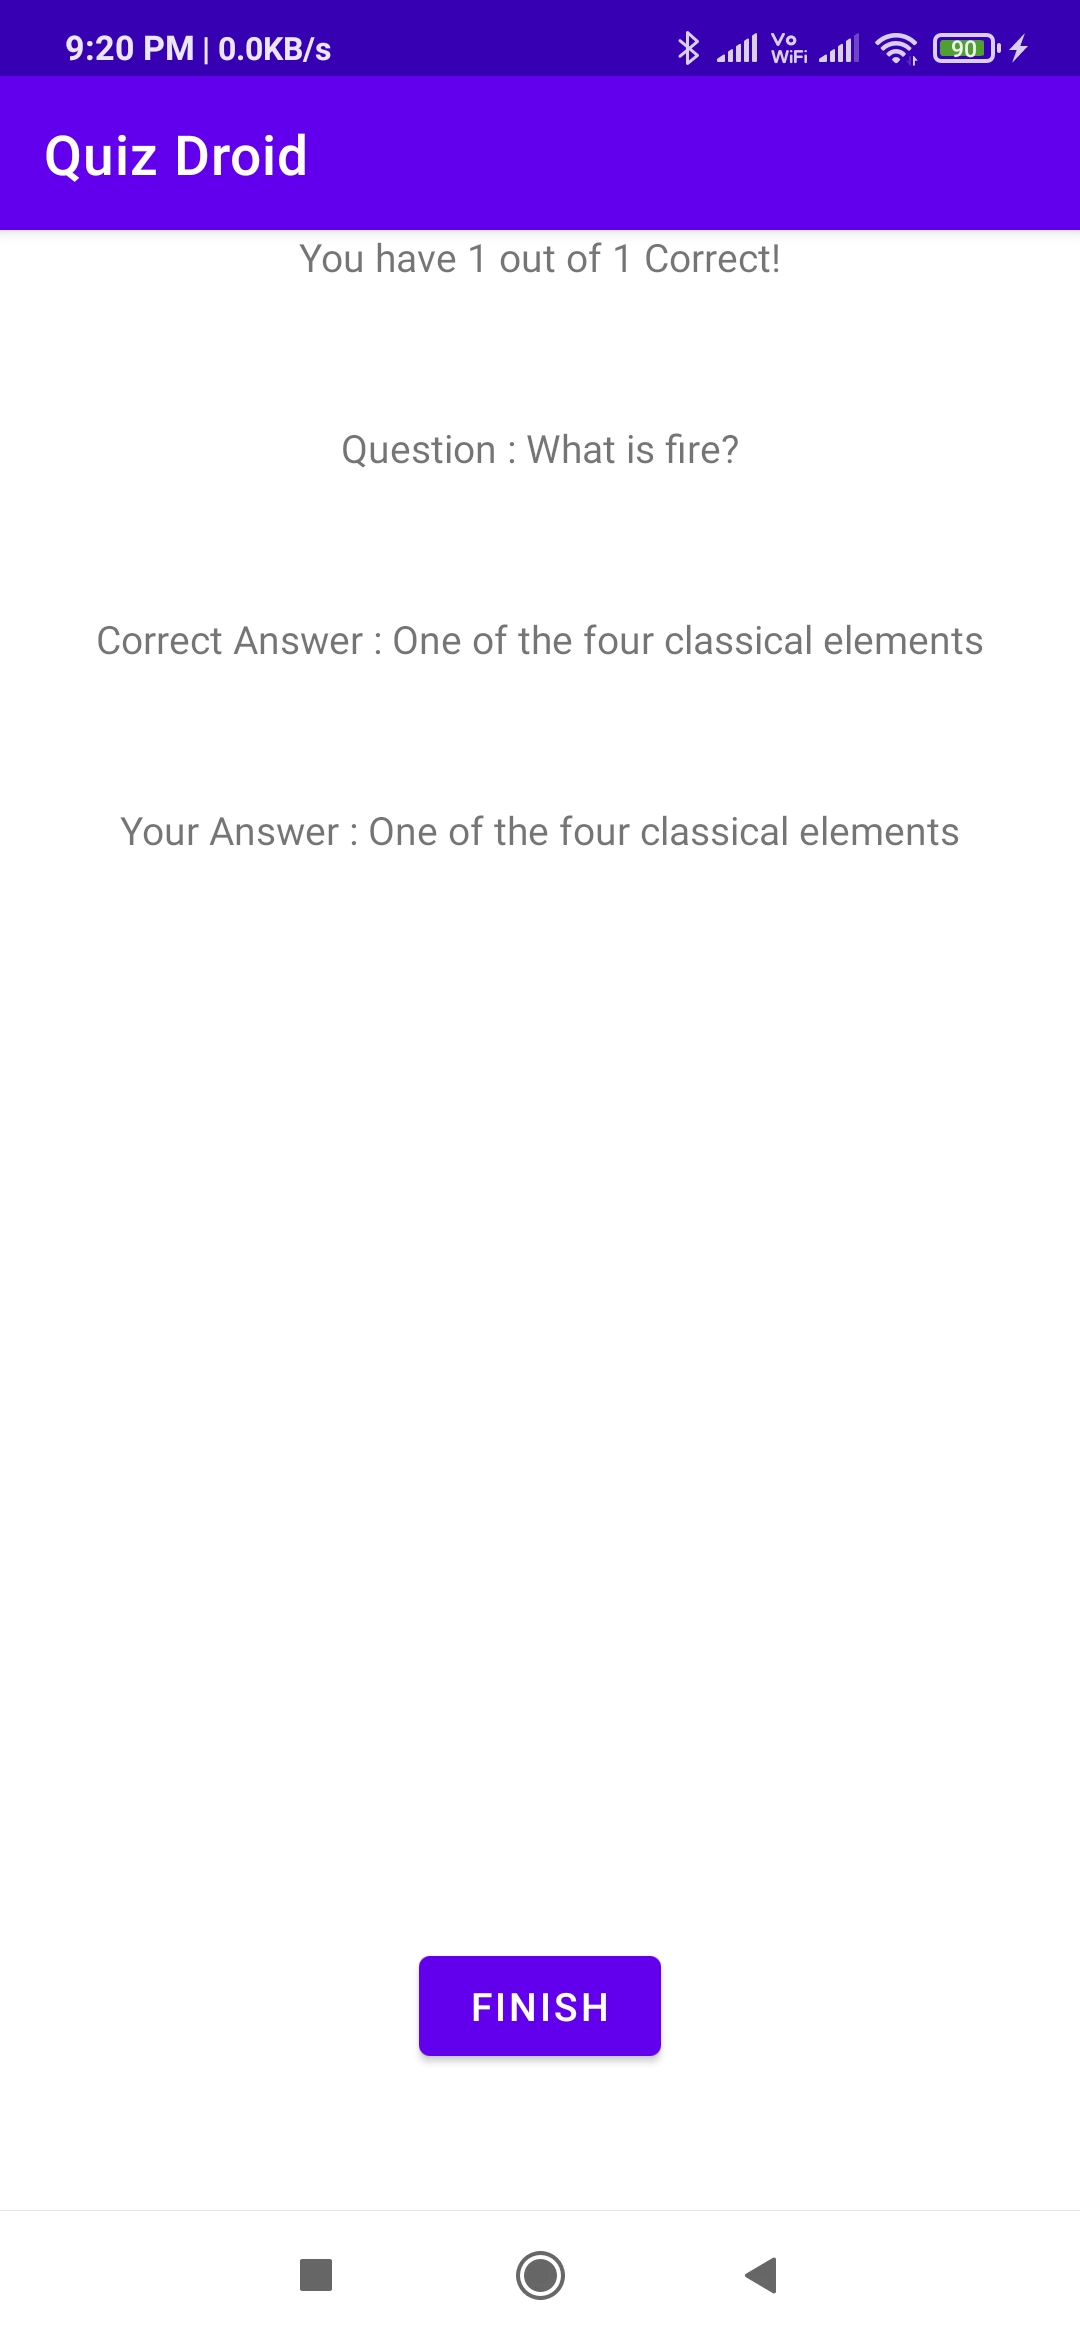 9:20 PM | 0.0KB/s Vo WiFi 90
Quiz Droid
You have 1 out of 1 Correct!
Question : What is fire?
Correct Answer : One of the four classical elements
Your Answer : One of the four classical elements
FINISH